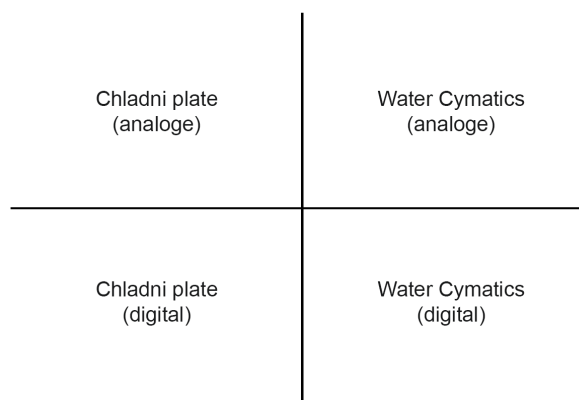 Chladni plate
(analoge)
Water Cymatics
(analoge)
Chladni plate
(digital)
Water Cymatics
(digital)